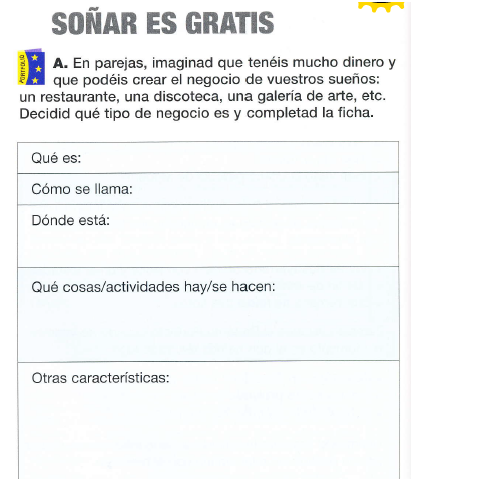 SOÑAR ES GRATIS
PORTFOLIO
A. En parejas, imaginad que tenéis mucho dinero y
que podéis crear el negocio de vuestros sueños:
un restaurante, una discoteca, una galería de arte, etc.
Decidid qué tipo de negocio es y completad la ficha.
Qué es:
Cómo se llama:
Dónde está:
Qué cosas/actividades hay/se hacen:
Otras características: